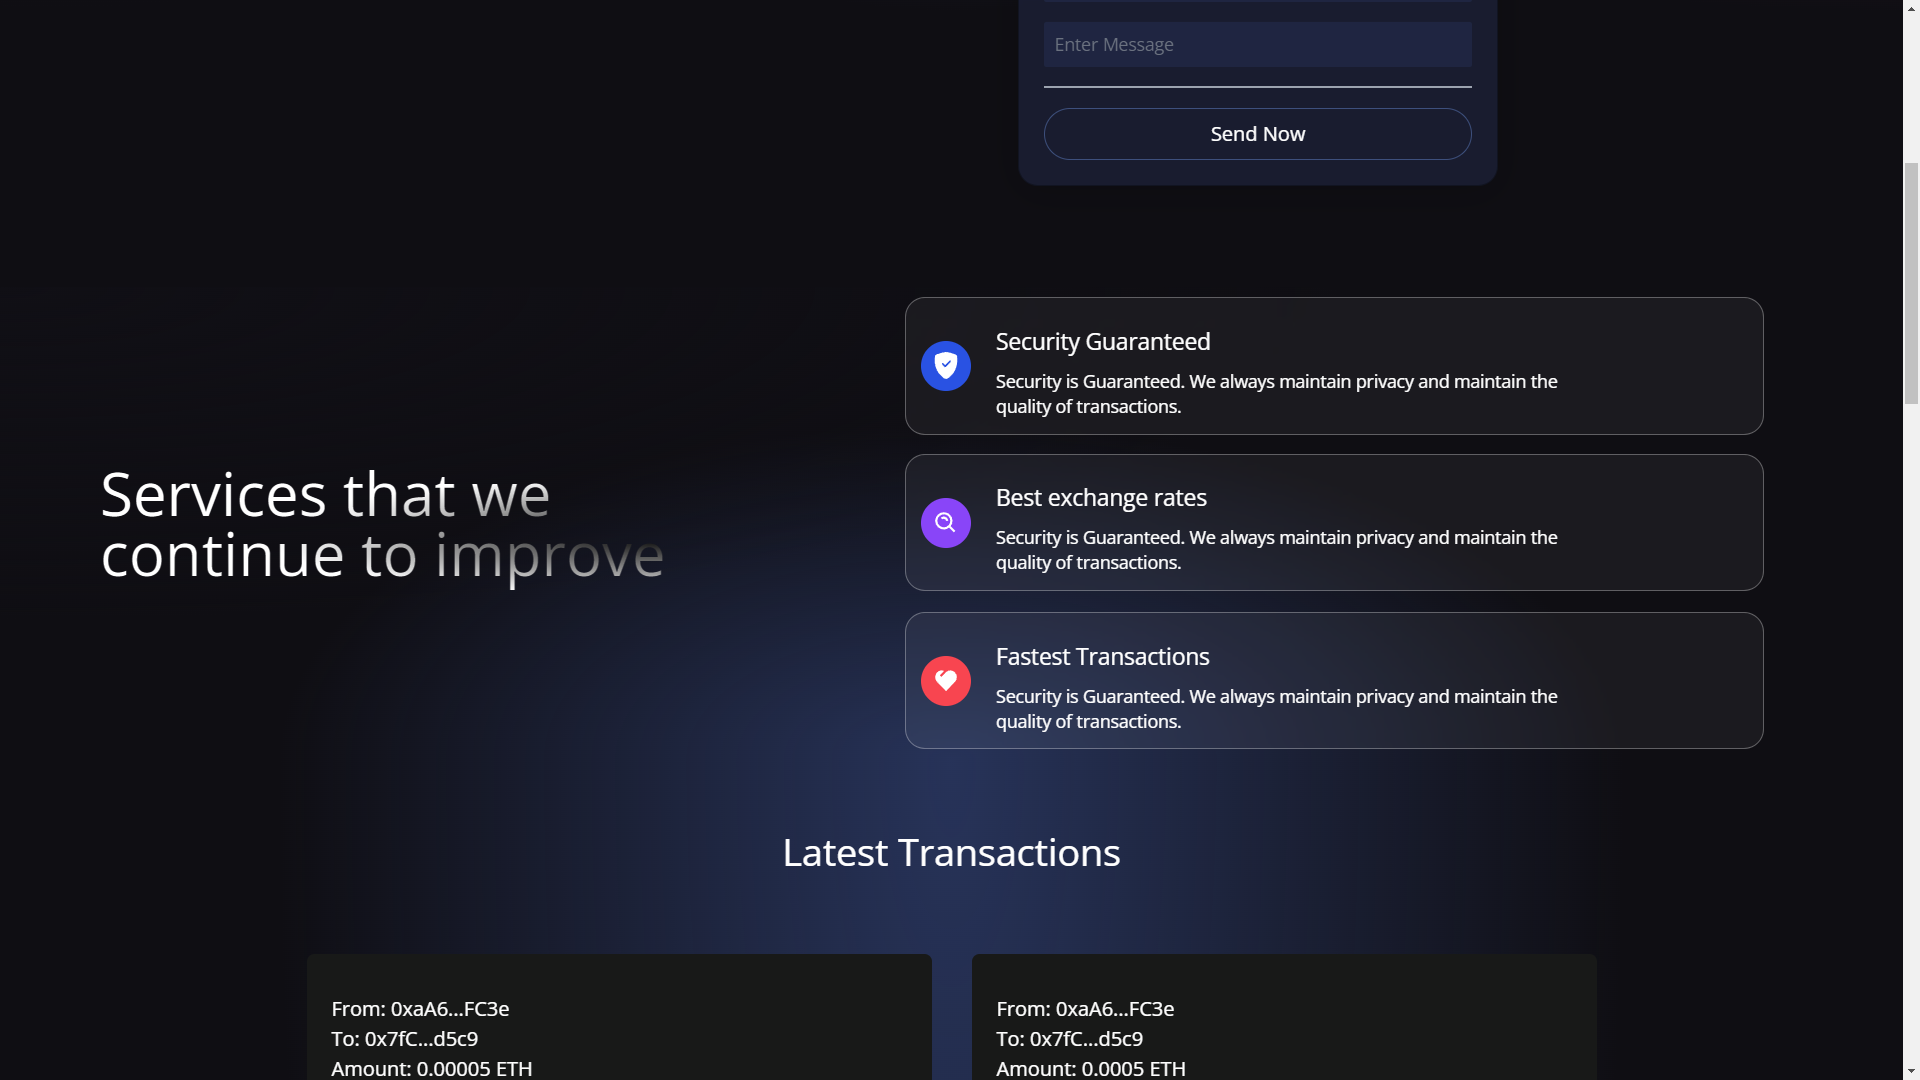 Enter Message
Send Now
Security Guaranteed
Security is Guaranteed. We always maintain privacy and maintain the
quality of transactions.
Services that we
continue to improve
Best exchange rates
Security is Guaranteed. We always maintain privacy and maintain the
quality of transactions.
Fastest Transactions
Security is Guaranteed. We always maintain privacy and maintain the
quality of transactions.
Latest Transactions
From: 0xaA6...FC3e
To: 0x7fC...d5c9
Amount: 0.00005 ETH
From: 0xaA6...FC3e
To: 0x7fC...d5c9
Amount: 0.0005 ETH